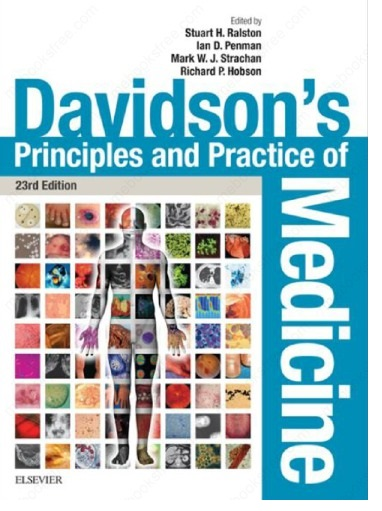 Edited by
Stuart H. Ralston
Ian D. Penman
Mark W. J. Strachan
Richard P. Hobson
Davidson's
Principles and Practice of
Medicine
23rd Edition
ELSEVIER